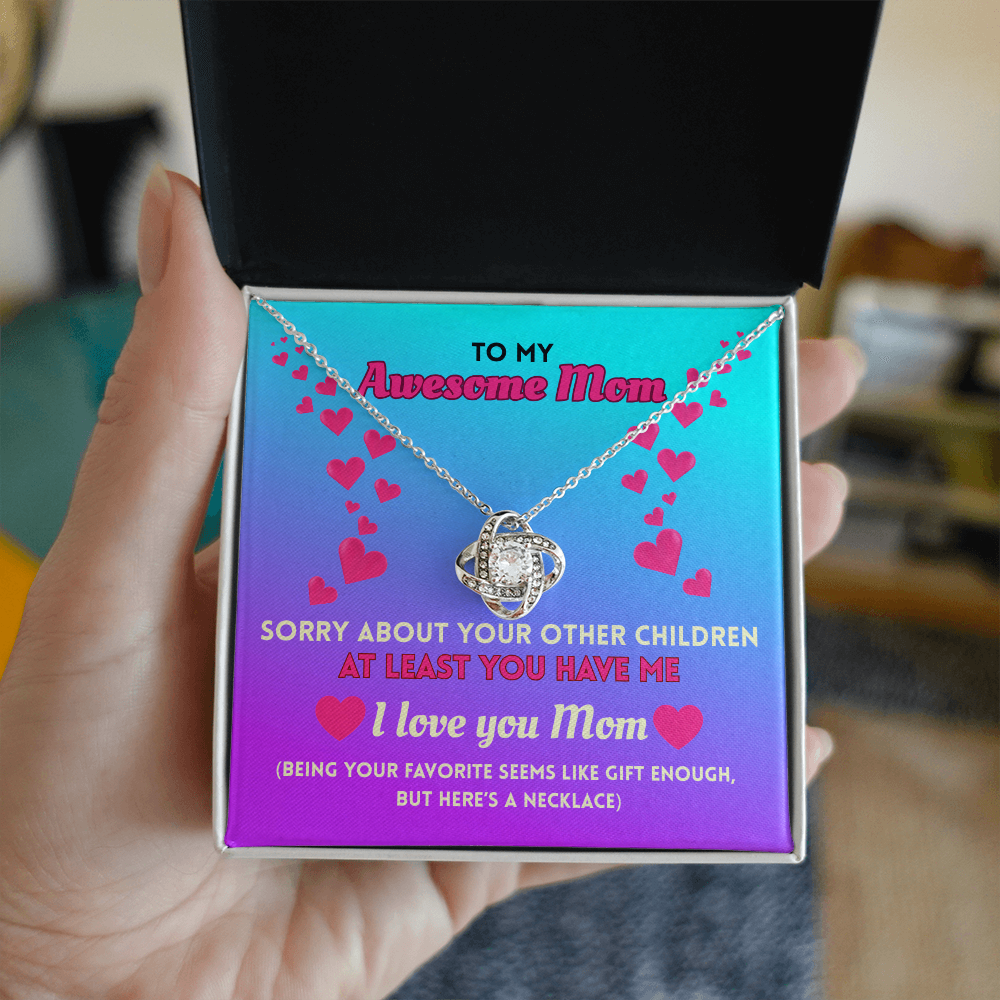 TO MY
Awesome Mom
SORRY ABOUT YOUR OTHER CHILDREN
AT LEAST YOU HAVE ME
I love you Mom
(BEING YOUR FAVORITE SEEMS LIKE GIFT ENOUGH,
BUT HERE'S A NECKLACE)